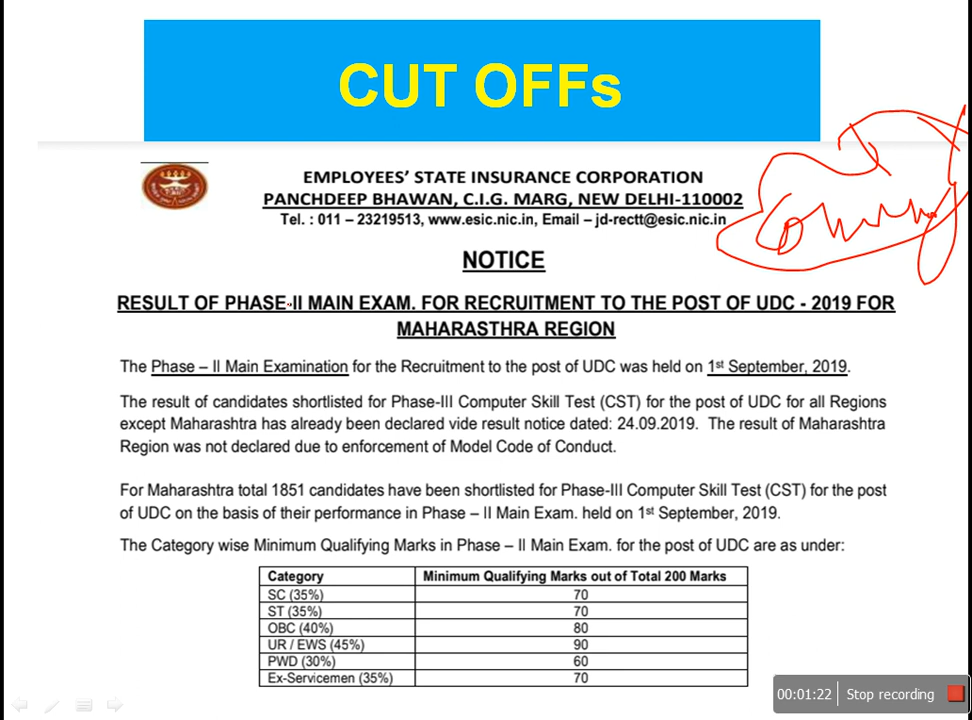 CUT OFFs
EMPLOYEES' STATE INSURANCE CORPORATION
PANCHDEEP BHAWAN, C.I.G. MARG, NEW DELHI-110002
Tel. : 011 – 23219513, www.esic.nic.in, Email – jd-rectt@esic.nic.in
NOTICE
RESULT OF PHASE-II MAIN EXAM. FOR RECRUITMENT TO THE POST OF UDC - 2019 FOR
MAHARASTHRA REGION
The Phase – II Main Examination for the Recruitment to the post of UDC was held on 1st September, 2019.
The result of candidates shortlisted for Phase-III Computer Skill Test (CST) for the post of UDC for all Regions
except Maharashtra has already been declared vide result notice dated: 24.09.2019. The result of Maharashtra
Region was not declared due to enforcement of Model Code of Conduct.
For Maharashtra total 1851 candidates have been shortlisted for Phase-III Computer Skill Test (CST) for the post
of UDC on the basis of their performance in Phase – II Main Exam. held on 1st September, 2019.
The Category wise Minimum Qualifying Marks in Phase – II Main Exam. for the post of UDC are as under:
Category Minimum Qualifying Marks out of Total 200 Marks
SC (35%) 70
ST (35%) 70
OBC (40%) 80
UR / EWS (45%) 90
PWD (30%) 60
Ex-Servicemen (35%) 70
00:01:22 Stop recording